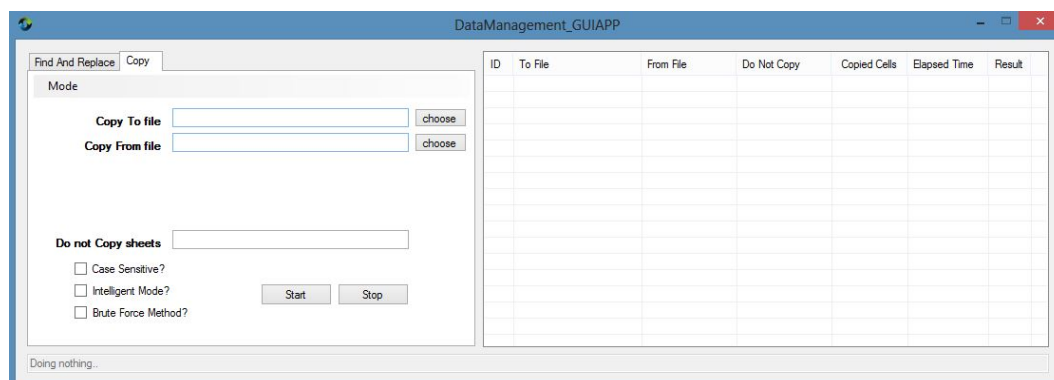 DataManagement_GUIAPP
Find And Replace Copy
Mode
Copy To file choose
Copy From file choose
Do not Copy sheets
Case Sensitive?
Intelligent Mode?
Start Stop
Brute Force Method?
ID To File From File Do Not Copy Copied Cells Elapsed Time Result
Doing nothing..